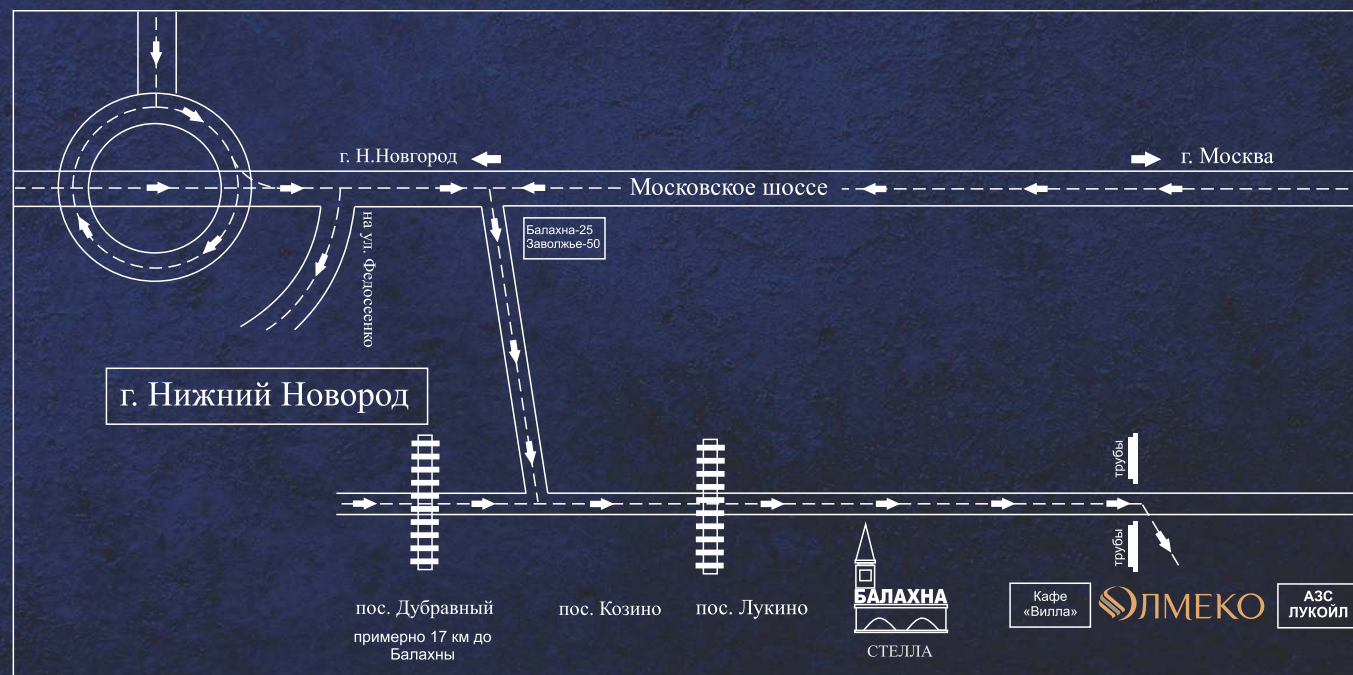 г. Н.Новгород
г. Москва
Московское шоссе
на ул. Федосеенко
Балахна-25
Заволжье-50
г. Нижний Новород
трубы
трубы
пос. Дубравный
примерно 17 км до
Балахны
пос. Козино
пос. Лукино
БАЛАХНА
СТЕЛЛА
Кафе
«Вилла»
ОЛМЕКО
АЗС
ЛУКОЙЛ